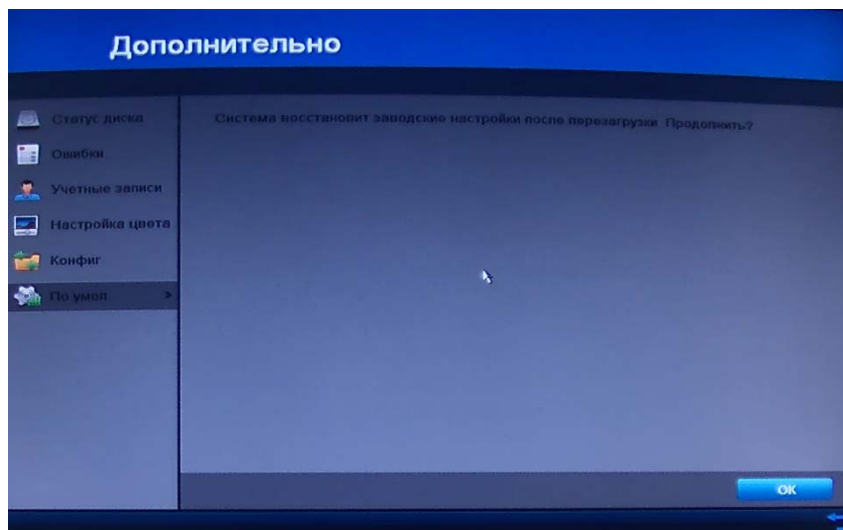 Дополнительно
Статус диска
Система восстановит заводские настройки после перезагрузки Продолжить?
Ошибки
Учетные записи
Настройка цвета
Конфиг
По умол
OK